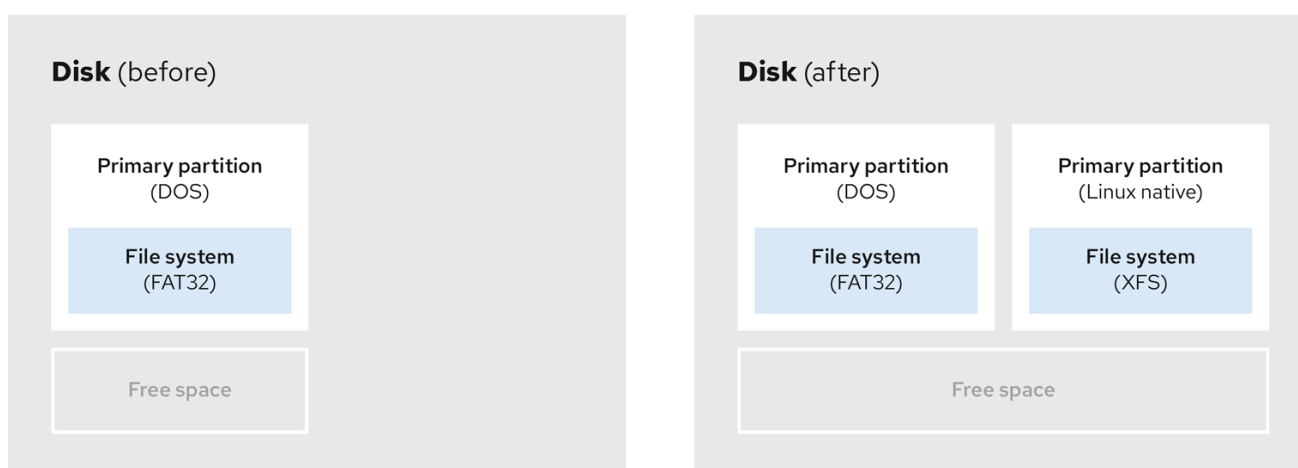 Disk (before)
Primary partition
(DOS)
File system
(FAT32)
Free space
Disk (after)
Primary partition
(DOS)
File system
(FAT32)
Primary partition
(Linux native)
File system
(XFS)
Free space